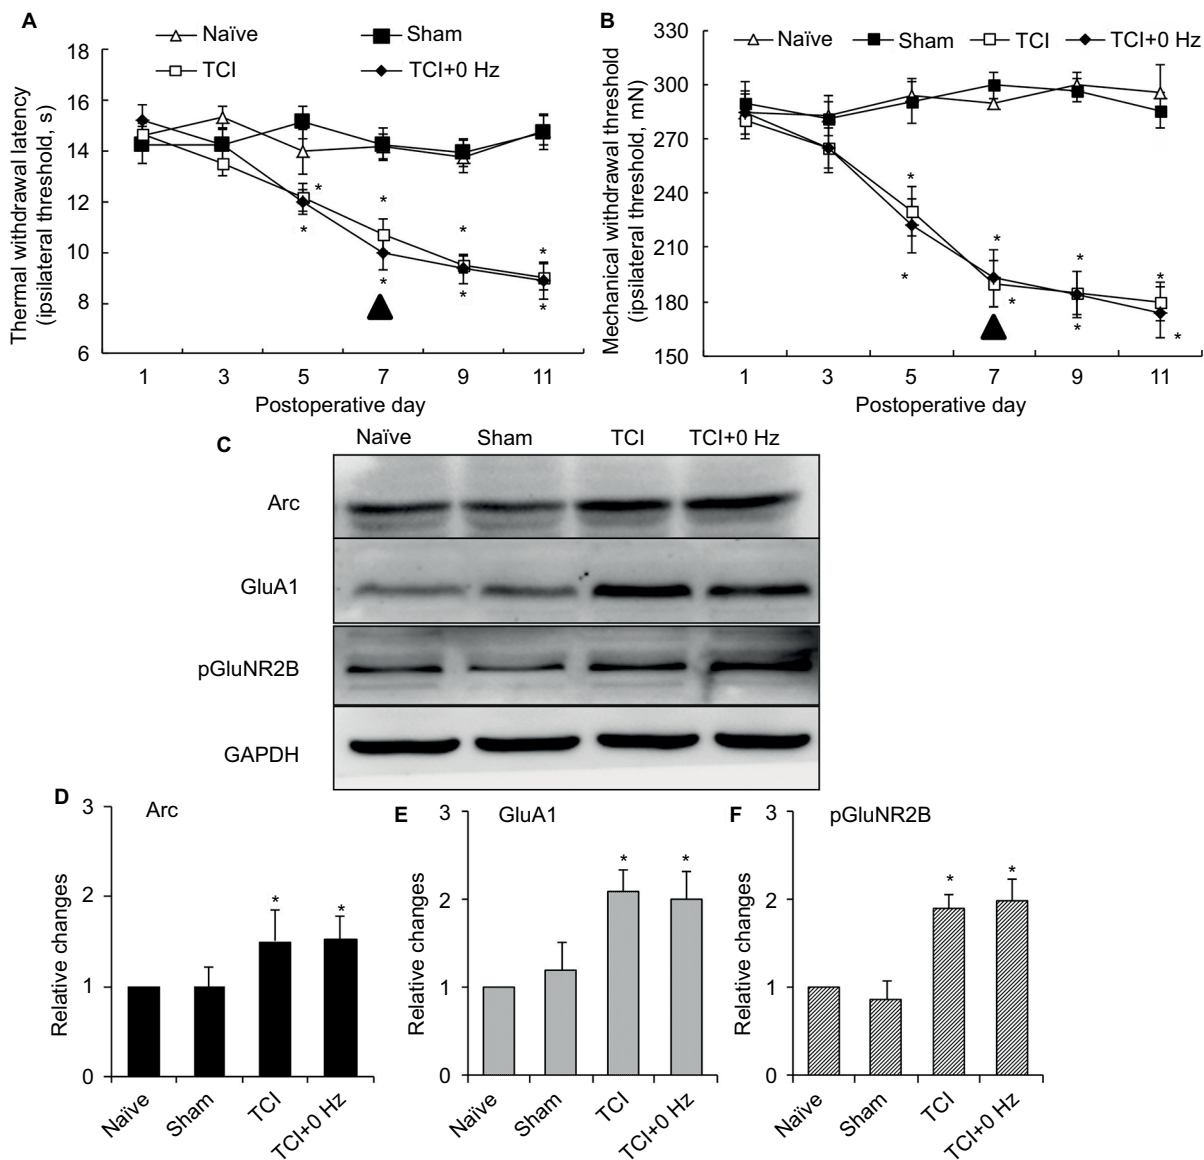 A
Naïve
Sham
TCI
TCI+0 Hz
Thermal withdrawal latency
(ipsilateral threshold, s)
18
16
14
12
10
8
6
* * * * * * * *
1 3 5 7 9 11
Postoperative day
B
Naïve Sham TCI TCI+0 Hz
Mechanical withdrawal threshold
(ipsilateral threshold, mN)
330
300
270
240
210
180
150
* * * * * * * *
1 3 5 7 9 11
Postoperative day
C
Naïve Sham TCI TCI+0 Hz
Arc
GluA1
pGluNR2B
GAPDH
D
Arc
Relative changes
3
2
1
0
* *
Naïve Sham TCI TCI+0 Hz
E
GluA1
Relative changes
3
2
1
0
* *
Naïve Sham TCI TCI+0 Hz
F
pGluNR2B
Relative changes
3
2
1
0
* *
Naïve Sham TCI TCI+0 Hz